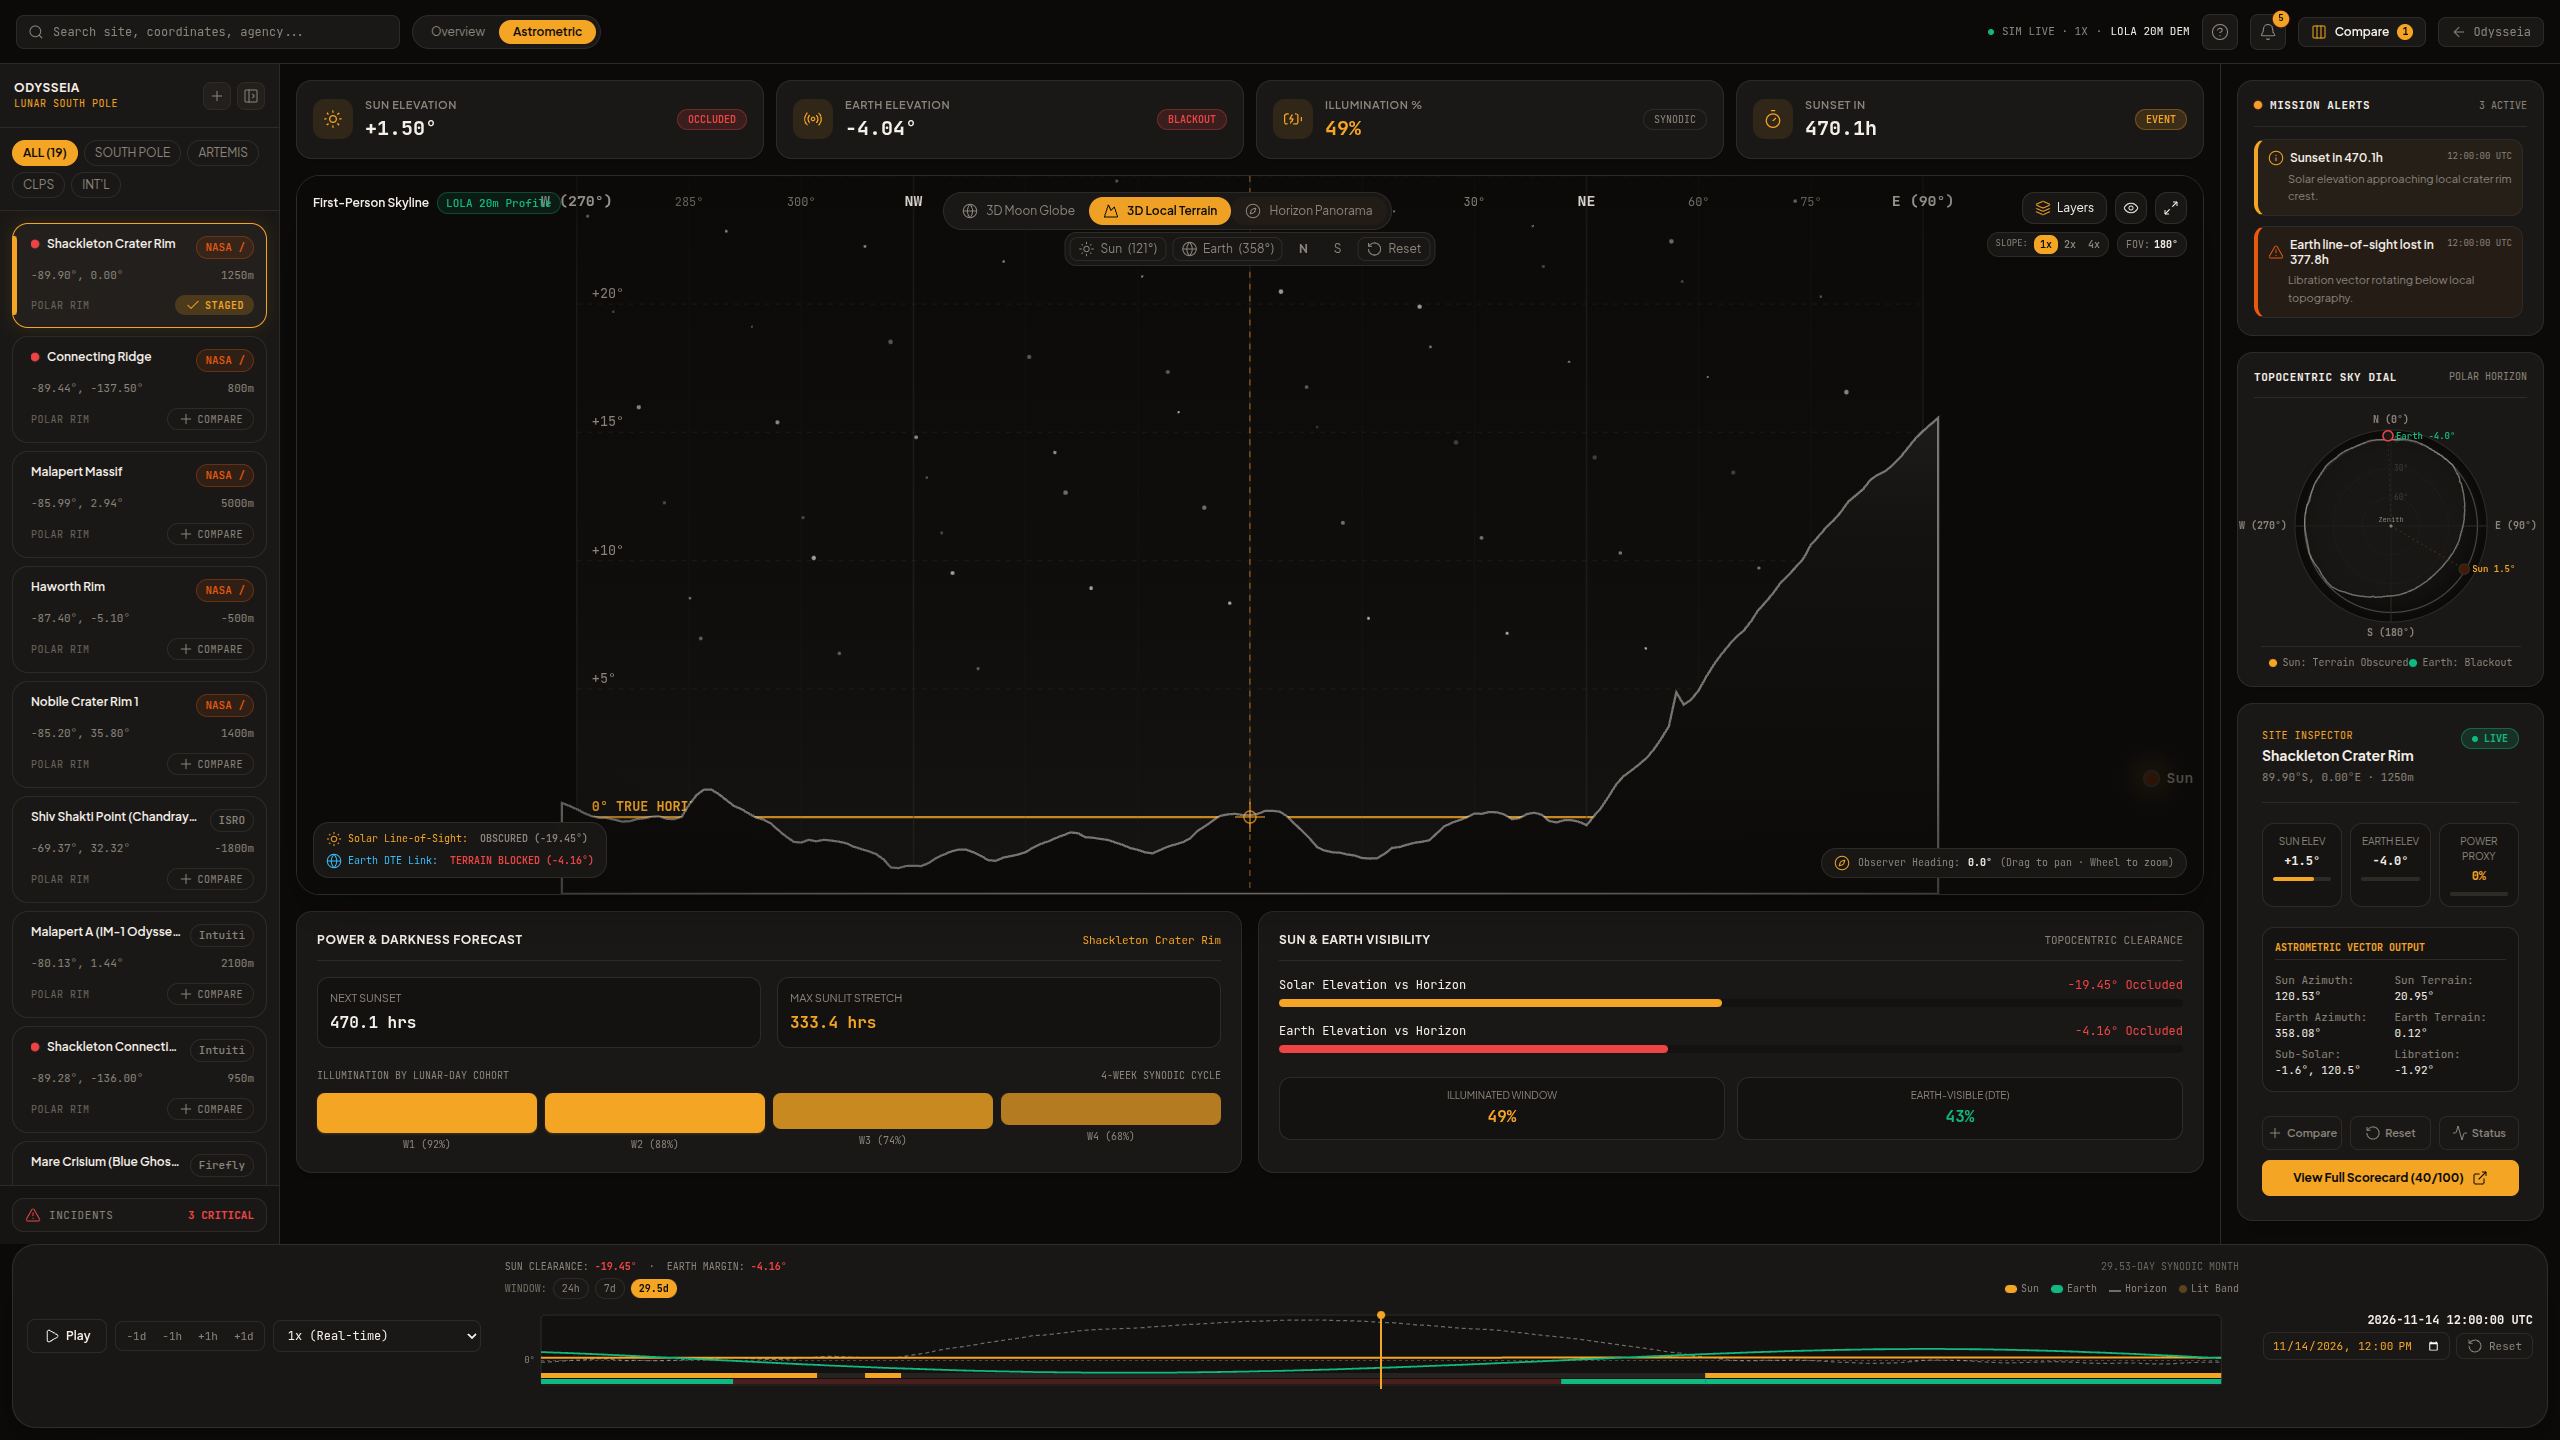 Search site, coordinates, agency...
Overview
Astrometric
SIM LIVE · 1X · LOLA 20M DEM
5
Compare 1
Odysseia
ODYSSEIA
LUNAR SOUTH POLE
ALL (19)
SOUTH POLE
ARTEMIS
CLPS
INT'L
Shackleton Crater Rim
NASA /
-89.90°, 0.00°
1250m
POLAR RIM
STAGED
Connecting Ridge
NASA /
-89.44°, -137.50°
800m
POLAR RIM
COMPARE
Malapert Massif
NASA /
-85.99°, 2.94°
5000m
POLAR RIM
COMPARE
Haworth Rim
NASA /
-87.40°, -5.10°
-500m
POLAR RIM
COMPARE
Nobile Crater Rim 1
NASA /
-85.20°, 35.80°
1400m
POLAR RIM
COMPARE
Shiv Shakti Point (Chandray...
ISRO
-69.37°, 32.32°
-1800m
POLAR RIM
COMPARE
Malapert A (IM-1 Odysse...
Intuiti
-80.13°, 1.44°
2100m
POLAR RIM
COMPARE
Shackleton Connecti...
Intuiti
-89.28°, -136.00°
950m
POLAR RIM
COMPARE
Mare Crisium (Blue Ghos...
Firefly
INCIDENTS
3 CRITICAL
SUN ELEVATION
+1.50°
OCCLUDED
EARTH ELEVATION
-4.04°
BLACKOUT
ILLUMINATION %
49%
SYNODIC
SUNSET IN
470.1h
EVENT
First-Person Skyline
LOLA 20m Profile
W (270°)
285°
300°
NW
30°
NE
60°
75°
E (90°)
3D Moon Globe
3D Local Terrain
Horizon Panorama
Sun (121°)
Earth (358°)
N
S
Reset
Layers
SLOPE: 1x 2x 4x
FOV: 180°
+20°
+15°
+10°
+5°
0° TRUE HORI
Sun
Solar Line-of-Sight: OBSCURED (-19.45°)
Earth DTE Link: TERRAIN BLOCKED (-4.16°)
Observer Heading: 0.0° (Drag to pan · Wheel to zoom)
POWER & DARKNESS FORECAST
Shackleton Crater Rim
NEXT SUNSET
470.1 hrs
MAX SUNLIT STRETCH
333.4 hrs
ILLUMINATION BY LUNAR-DAY COHORT
4-WEEK SYNODIC CYCLE
W1 (92%)
W2 (88%)
W3 (74%)
W4 (68%)
SUN & EARTH VISIBILITY
TOPOCENTRIC CLEARANCE
Solar Elevation vs Horizon
-19.45° Occluded
Earth Elevation vs Horizon
-4.16° Occluded
ILLUMINATED WINDOW
49%
EARTH-VISIBLE (DTE)
43%
MISSION ALERTS
3 ACTIVE
Sunset in 470.1h
12:00:00 UTC
Solar elevation approaching local crater rim
crest.
Earth line-of-sight lost in
377.8h
12:00:00 UTC
Libration vector rotating below local
topography.
TOPOCENTRIC SKY DIAL
POLAR HORIZON
N (0°)
Earth -4.0°
30°
60°
Zenith
W (270°)
E (90°)
Sun 1.5°
S (180°)
Sun: Terrain Obscured
Earth: Blackout
SITE INSPECTOR
LIVE
Shackleton Crater Rim
89.90°S, 0.00°E · 1250m
SUN ELEV
+1.5°
EARTH ELEV
-4.0°
POWER
PROXY
0%
ASTROMETRIC VECTOR OUTPUT
Sun Azimuth:
120.53°
Sun Terrain:
20.95°
Earth Azimuth:
358.08°
Earth Terrain:
0.12°
Sub-Solar:
-1.6°, 120.5°
Libration:
-1.92°
Compare
Reset
Status
View Full Scorecard (40/100)
SUN CLEARANCE: -19.45° · EARTH MARGIN: -4.16°
29.53-DAY SYNODIC MONTH
WINDOW: 24h 7d 29.5d
Sun
Earth
Horizon
Lit Band
Play
-1d -1h +1h +1d
1x (Real-time)
0°
2026-11-14 12:00:00 UTC
11/14/2026, 12:00 PM
Reset